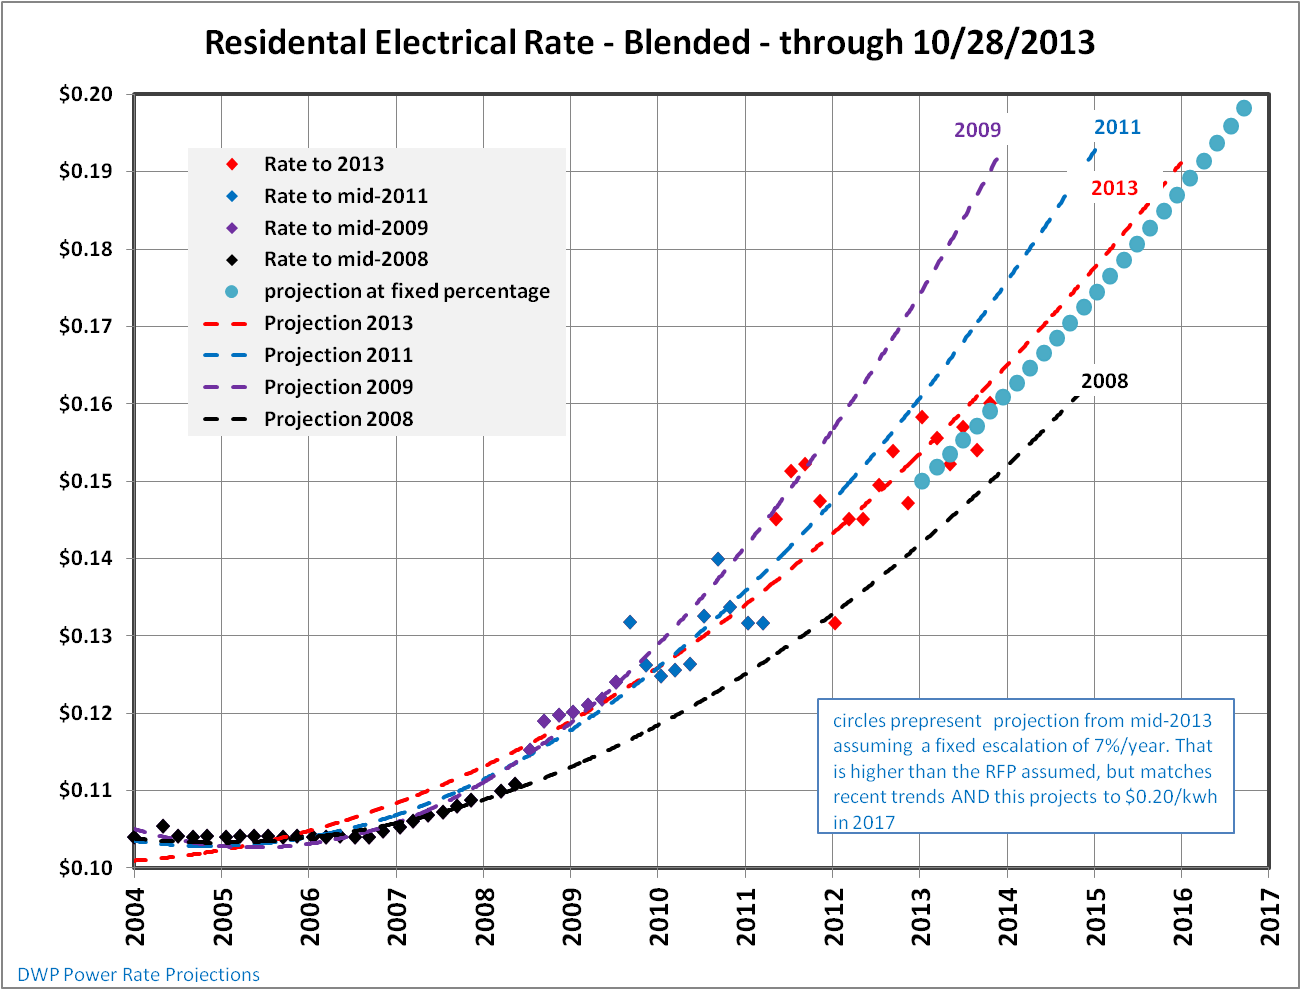 Residental Electrical Rate - Blended - through 10/28/2013
$0.20
$0.19
$0.18
$0.17
$0.16
$0.15
$0.14
$0.13
$0.12
$0.11
$0.10
Rate to 2013
Rate to mid-2011
Rate to mid-2009
Rate to mid-2008
projection at fixed percentage
Projection 2013
Projection 2011
Projection 2009
Projection 2008
2009
2011
2013
2008
circles prepresent projection from mid-2013
assuming a fixed escalation of 7%/year. That
is higher than the RFP assumed, but matches
recent trends AND this projects to $0.20/kwh
in 2017
2004
2005
2006
2007
2008
2009
2010
2011
2012
2013
2014
2015
2016
2017
DWP Power Rate Projections